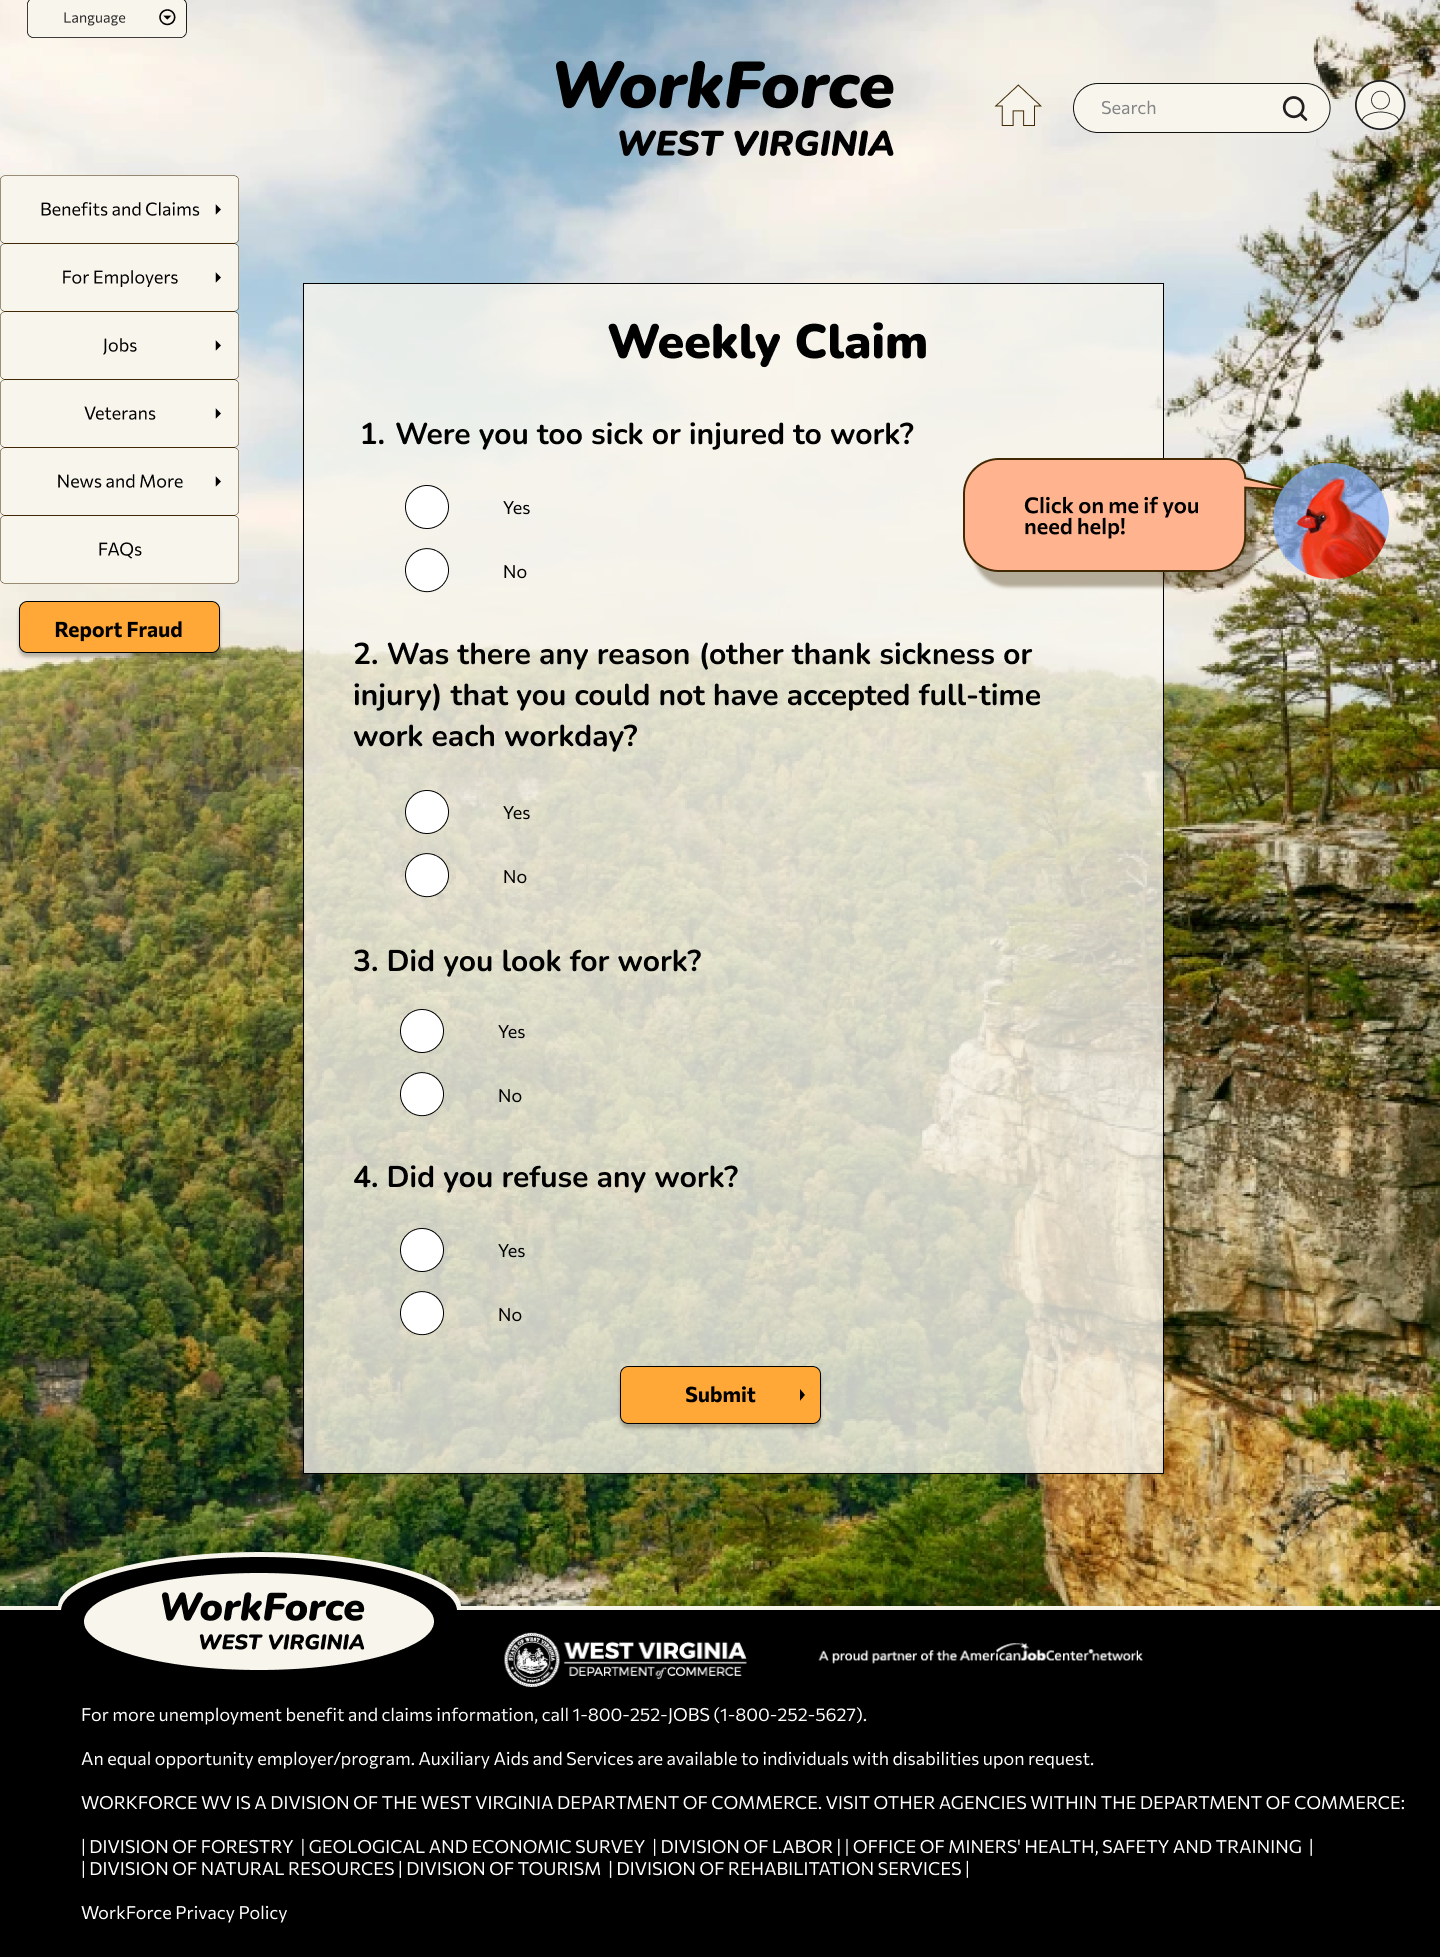 Language
WorkForce
WEST VIRGINIA
Search
Benefits and Claims
For Employers
Jobs
Veterans
News and More
FAQs
Report Fraud
Weekly Claim
1. Were you too sick or injured to work?
Yes
No
Click on me if you
need help!
2. Was there any reason (other thank sickness or
injury) that you could not have accepted full-time
work each workday?
Yes
No
3. Did you look for work?
Yes
No
4. Did you refuse any work?
Yes
No
Submit
WorkForce
WEST VIRGINIA
WEST VIRGINIA
DEPARTMENT of COMMERCE
A proud partner of the AmericanJobCenter network
For more unemployment benefit and claims information, call 1-800-252-JOBS (1-800-252-5627).
An equal opportunity employer/program. Auxiliary Aids and Services are available to individuals with disabilities upon request.
WORKFORCE WV IS A DIVISION OF THE WEST VIRGINIA DEPARTMENT OF COMMERCE. VISIT OTHER AGENCIES WITHIN THE DEPARTMENT OF COMMERCE:
| DIVISION OF FORESTRY | GEOLOGICAL AND ECONOMIC SURVEY | DIVISION OF LABOR | | OFFICE OF MINERS' HEALTH, SAFETY AND TRAINING |
| DIVISION OF NATURAL RESOURCES | DIVISION OF TOURISM | DIVISION OF REHABILITATION SERVICES |
WorkForce Privacy Policy